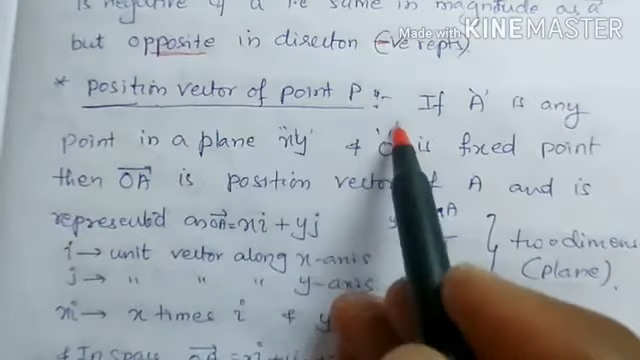 is negative of a i.e same in magnitude as a
Made with KINEMASTER
but opposite in direction (-ve repts).
* position vector of point P :- If 'A' is any
point in a plane 'xy' & 'O' is fixed point
then OA is position vector of A and is
represented as OA = xi + yj
i → unit vector along x-axis
j → " " " y-axis
xi → x times i & y
} two dimens
(plane).
& In space